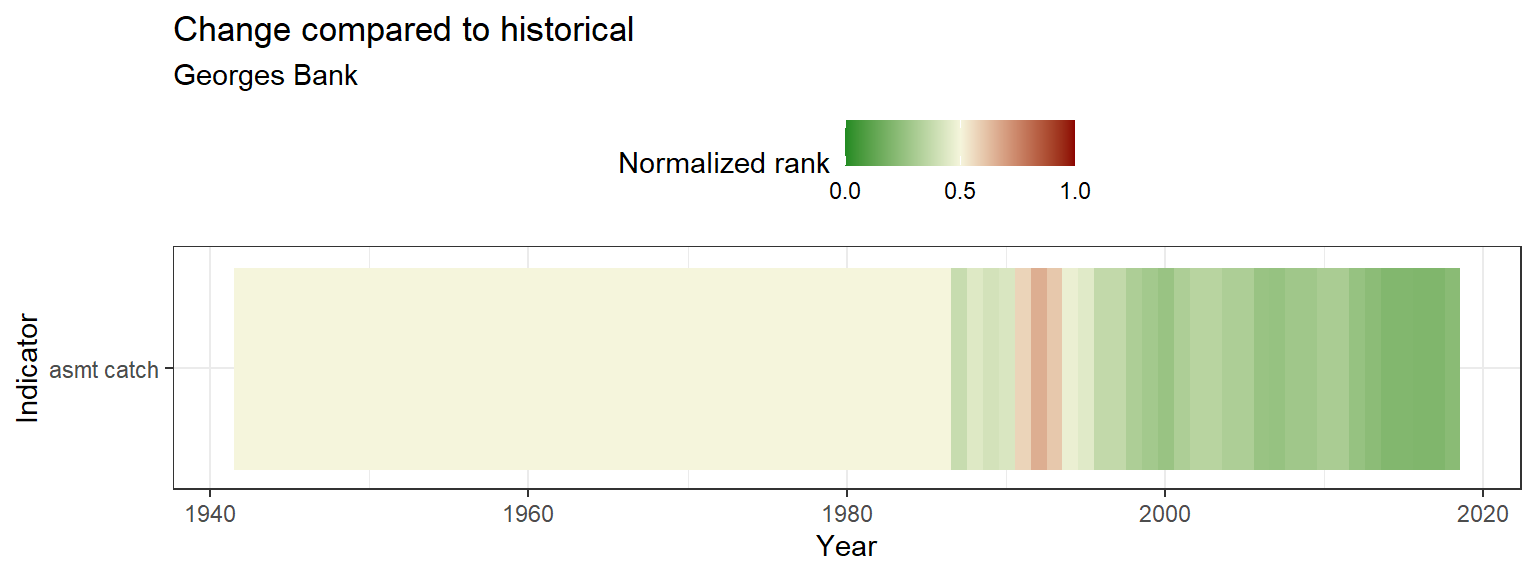 Change compared to historical
Georges Bank
Normalized rank
0.0 0.5 1.0
Indicator
asmt catch
1940 1960 1980 2000 2020
Year